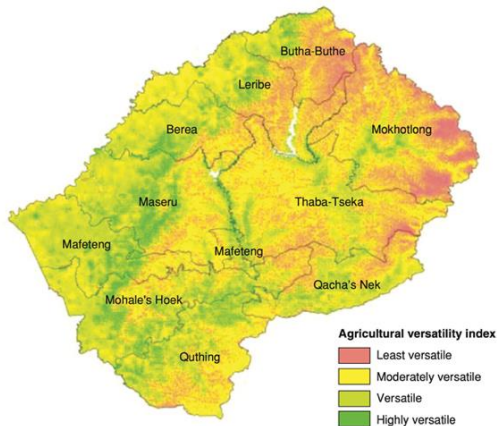 Butha-Buthe
Leribe
Berea
Mokhotlong
Maseru
Thaba-Tseka
Mafeteng
Mafeteng
Qacha's Nek
Mohale's Hoek
Quthing
Agricultural versatility index
Least versatile
Moderately versatile
Versatile
Highly versatile